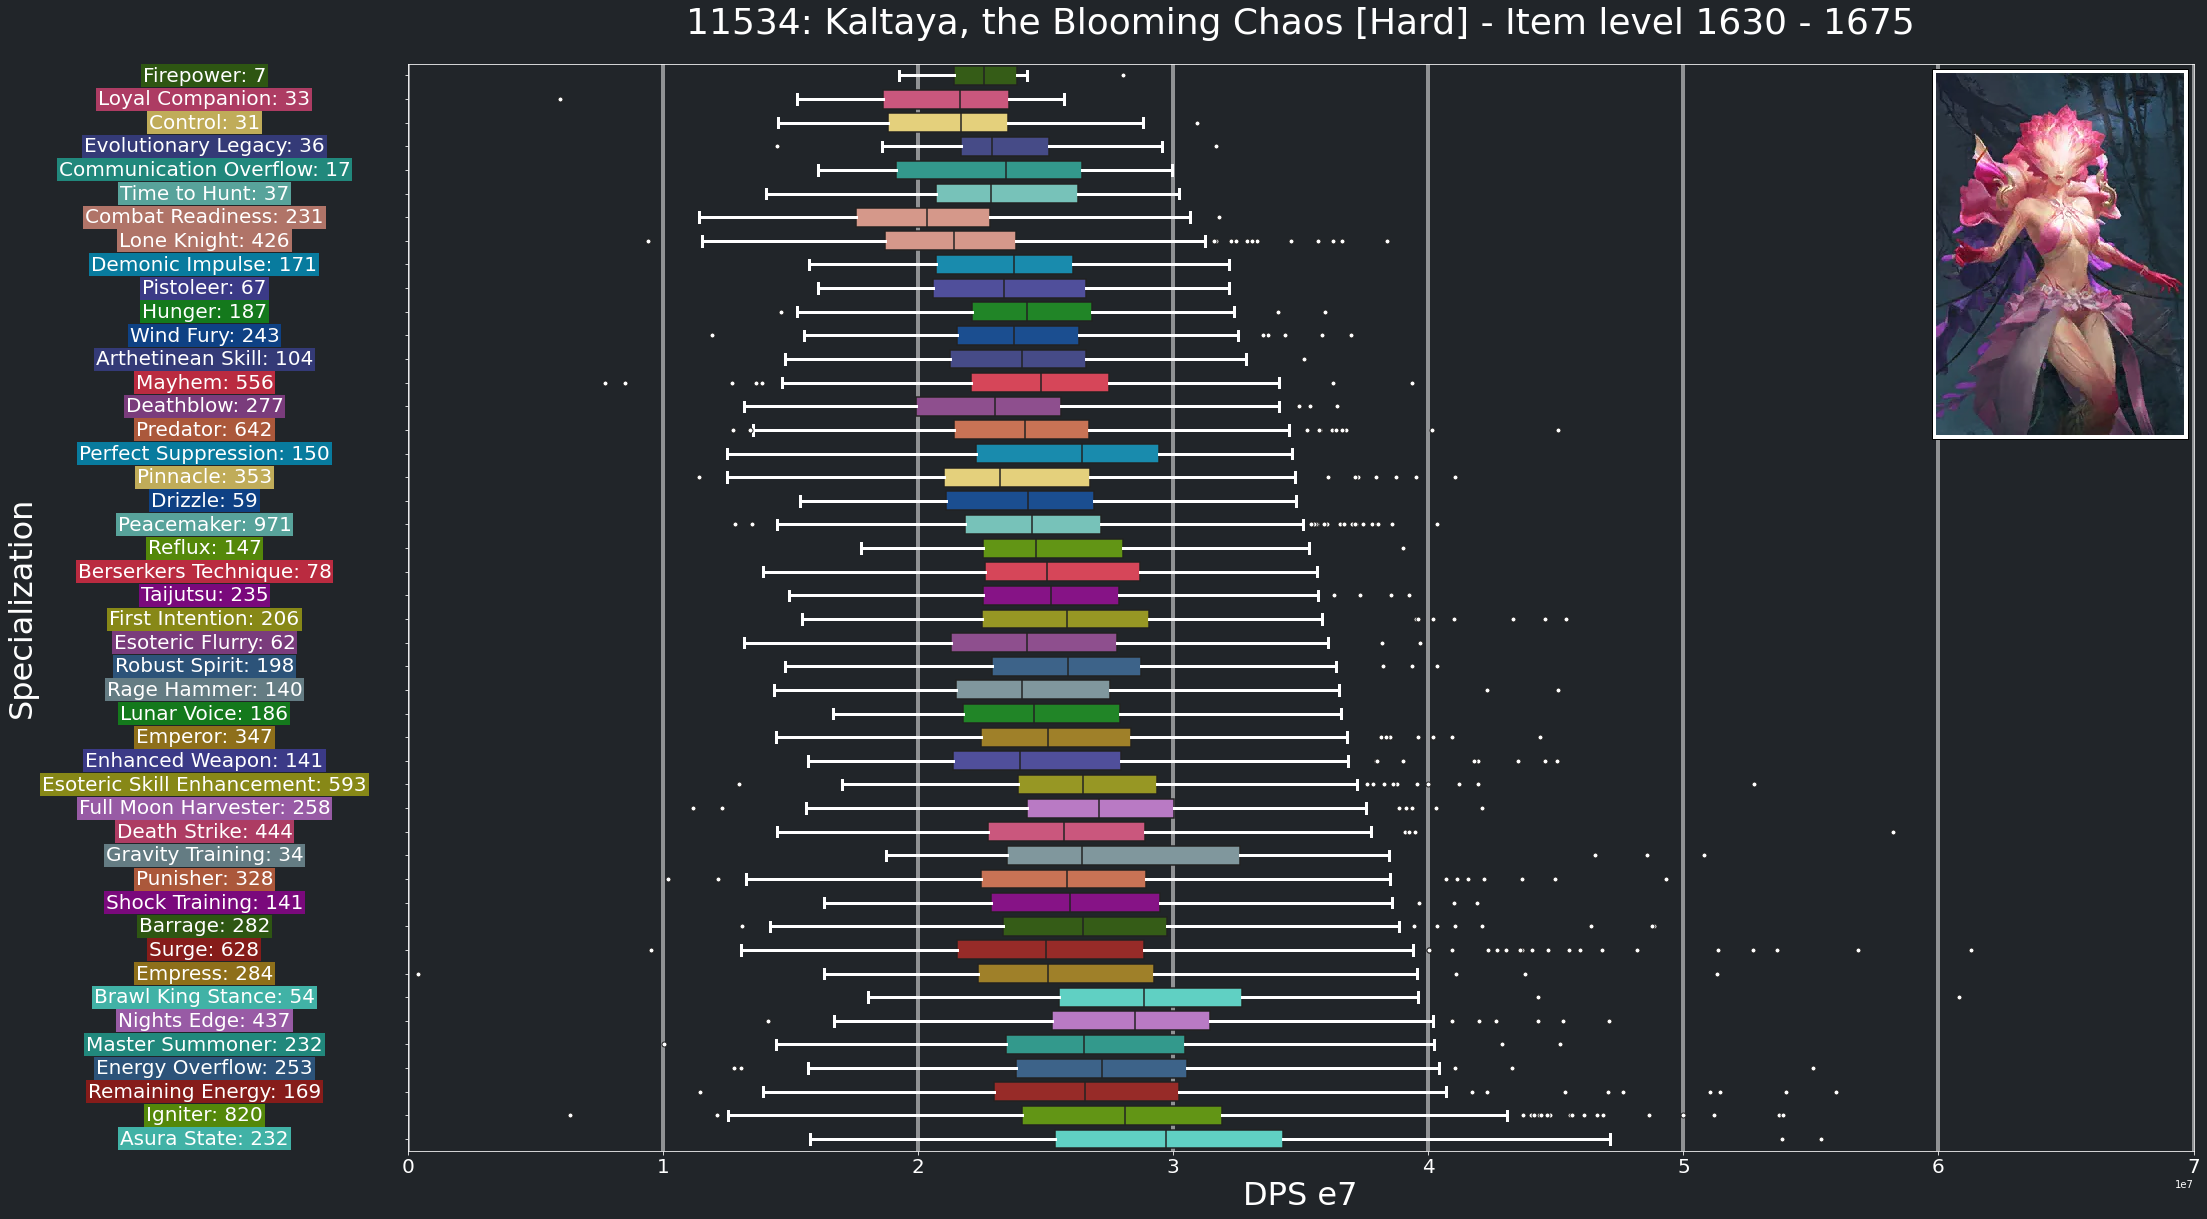 11534: Kaltaya, the Blooming Chaos [Hard] - Item level 1630 - 1675
Specialization
Firepower: 7
Loyal Companion: 33
Control: 31
Evolutionary Legacy: 36
Communication Overflow: 17
Time to Hunt: 37
Combat Readiness: 231
Lone Knight: 426
Demonic Impulse: 171
Pistoleer: 67
Hunger: 187
Wind Fury: 243
Arthetinean Skill: 104
Mayhem: 556
Deathblow: 277
Predator: 642
Perfect Suppression: 150
Pinnacle: 353
Drizzle: 59
Peacemaker: 971
Reflux: 147
Berserkers Technique: 78
Taijutsu: 235
First Intention: 206
Esoteric Flurry: 62
Robust Spirit: 198
Rage Hammer: 140
Lunar Voice: 186
Emperor: 347
Enhanced Weapon: 141
Esoteric Skill Enhancement: 593
Full Moon Harvester: 258
Death Strike: 444
Gravity Training: 34
Punisher: 328
Shock Training: 141
Barrage: 282
Surge: 628
Empress: 284
Brawl King Stance: 54
Nights Edge: 437
Master Summoner: 232
Energy Overflow: 253
Remaining Energy: 169
Igniter: 820
Asura State: 232
0 1 2 3 4 5 6 7
1e7
DPS e7